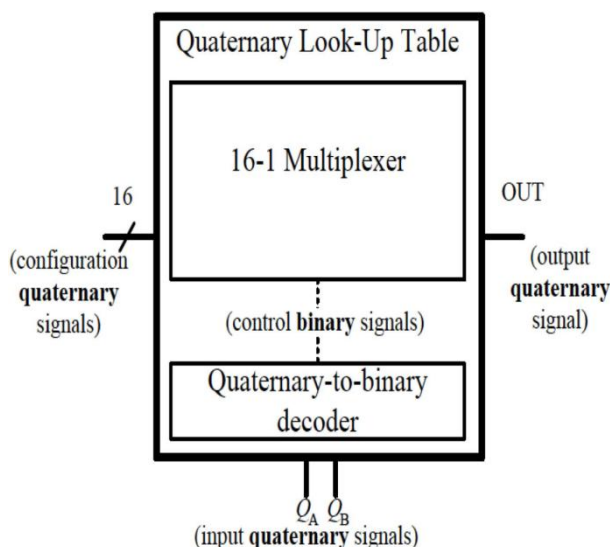 Quaternary Look-Up Table
16-1 Multiplexer
16
OUT
(configuration
quaternary
signals)
(output
quaternary
signal)
(control binary signals)
Quaternary-to-binary
decoder
QA QB
(input quaternary signals)